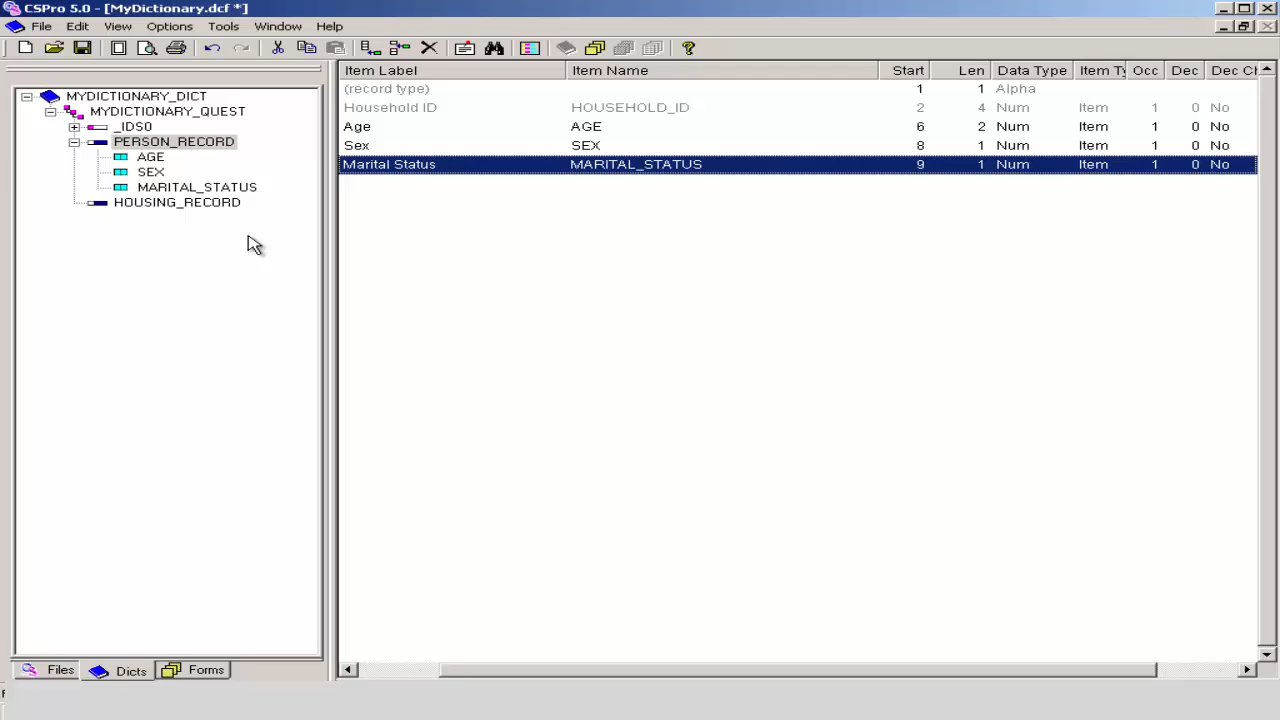 CSPro 5.0 - [MyDictionary.dcf *]
File Edit View Options Tools Window Help
Item Label Item Name Start Len Data Type Item Ty Occ Dec Dec Ch
(record type) 1 1 Alpha
Household ID HOUSEHOLD_ID 2 4 Num Item 1 0 No
Age AGE 6 2 Num Item 1 0 No
Sex SEX 8 1 Num Item 1 0 No
Marital Status MARITAL_STATUS 9 1 Num Item 1 0 No
MYDICTIONARY_DICT
MYDICTIONARY_QUEST
_IDS0
PERSON_RECORD
AGE
SEX
MARITAL_STATUS
HOUSING_RECORD
Files Dicts Forms